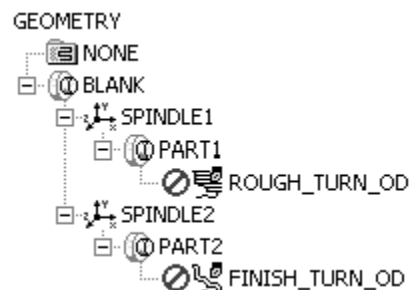 GEOMETRY
NONE
BLANK
SPINDLE1
PART1
ROUGH_TURN_OD
SPINDLE2
PART2
FINISH_TURN_OD